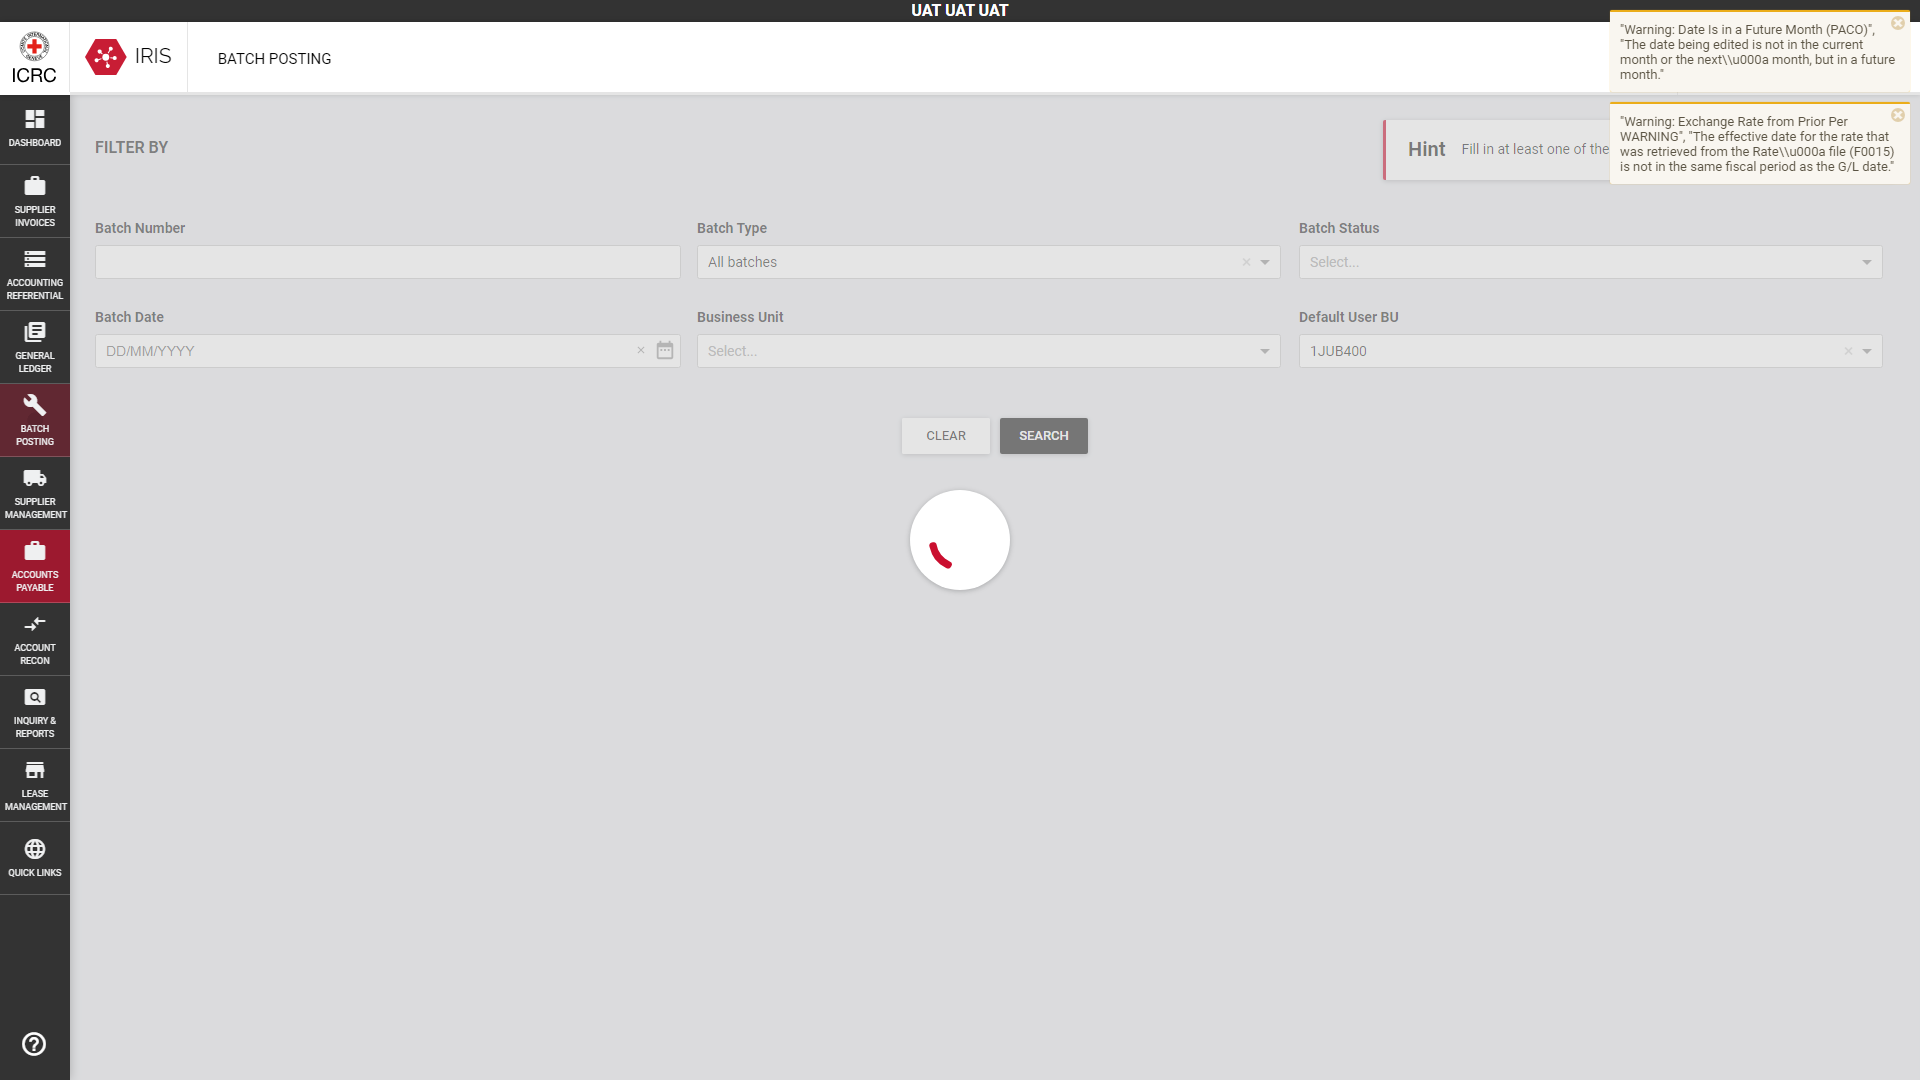 UAT UAT UAT
ICRC
IRIS
BATCH POSTING
"Warning: Date Is in a Future Month (PACO)",
"The date being edited is not in the current
month or the next\\u000a month, but in a future
month."
"Warning: Exchange Rate from Prior Per
WARNING", "The effective date for the rate that
was retrieved from the Rate\\u000a file (F0015)
is not in the same fiscal period as the G/L date."
DASHBOARD
SUPPLIER
INVOICES
ACCOUNTING
REFERENTIAL
GENERAL
LEDGER
BATCH
POSTING
SUPPLIER
MANAGEMENT
ACCOUNTS
PAYABLE
ACCOUNT
RECON
INQUIRY &
REPORTS
LEASE
MANAGEMENT
QUICK LINKS
FILTER BY
Hint Fill in at least one of the
Batch Number
Batch Type
All batches
Batch Status
Select...
Batch Date
DD/MM/YYYY
Business Unit
Select...
Default User BU
1JUB400
CLEAR
SEARCH